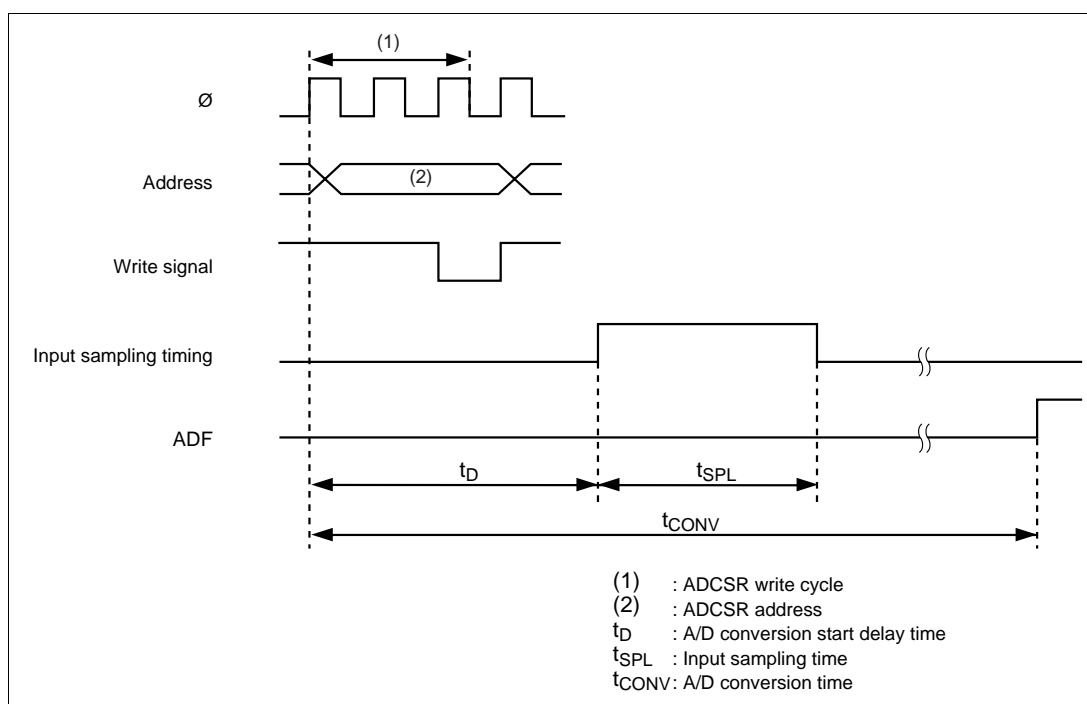 (1)
Ø
Address
(2)
Write signal
Input sampling timing
ADF
tD
tSPL
tCONV
(1) : ADCSR write cycle
(2) : ADCSR address
tD : A/D conversion start delay time
tSPL : Input sampling time
tCONV : A/D conversion time